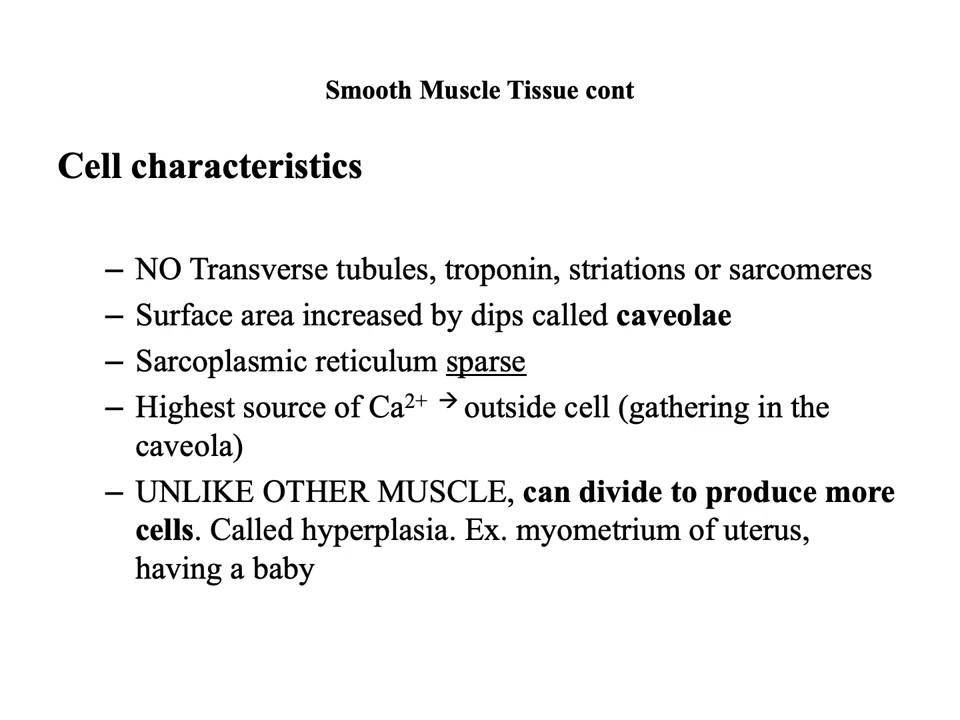 Smooth Muscle Tissue cont
Cell characteristics
– NO Transverse tubules, troponin, striations or sarcomeres
– Surface area increased by dips called caveolae
– Sarcoplasmic reticulum sparse
– Highest source of Ca²⁺ → outside cell (gathering in the
caveola)
– UNLIKE OTHER MUSCLE, can divide to produce more
cells. Called hyperplasia. Ex. myometrium of uterus,
having a baby